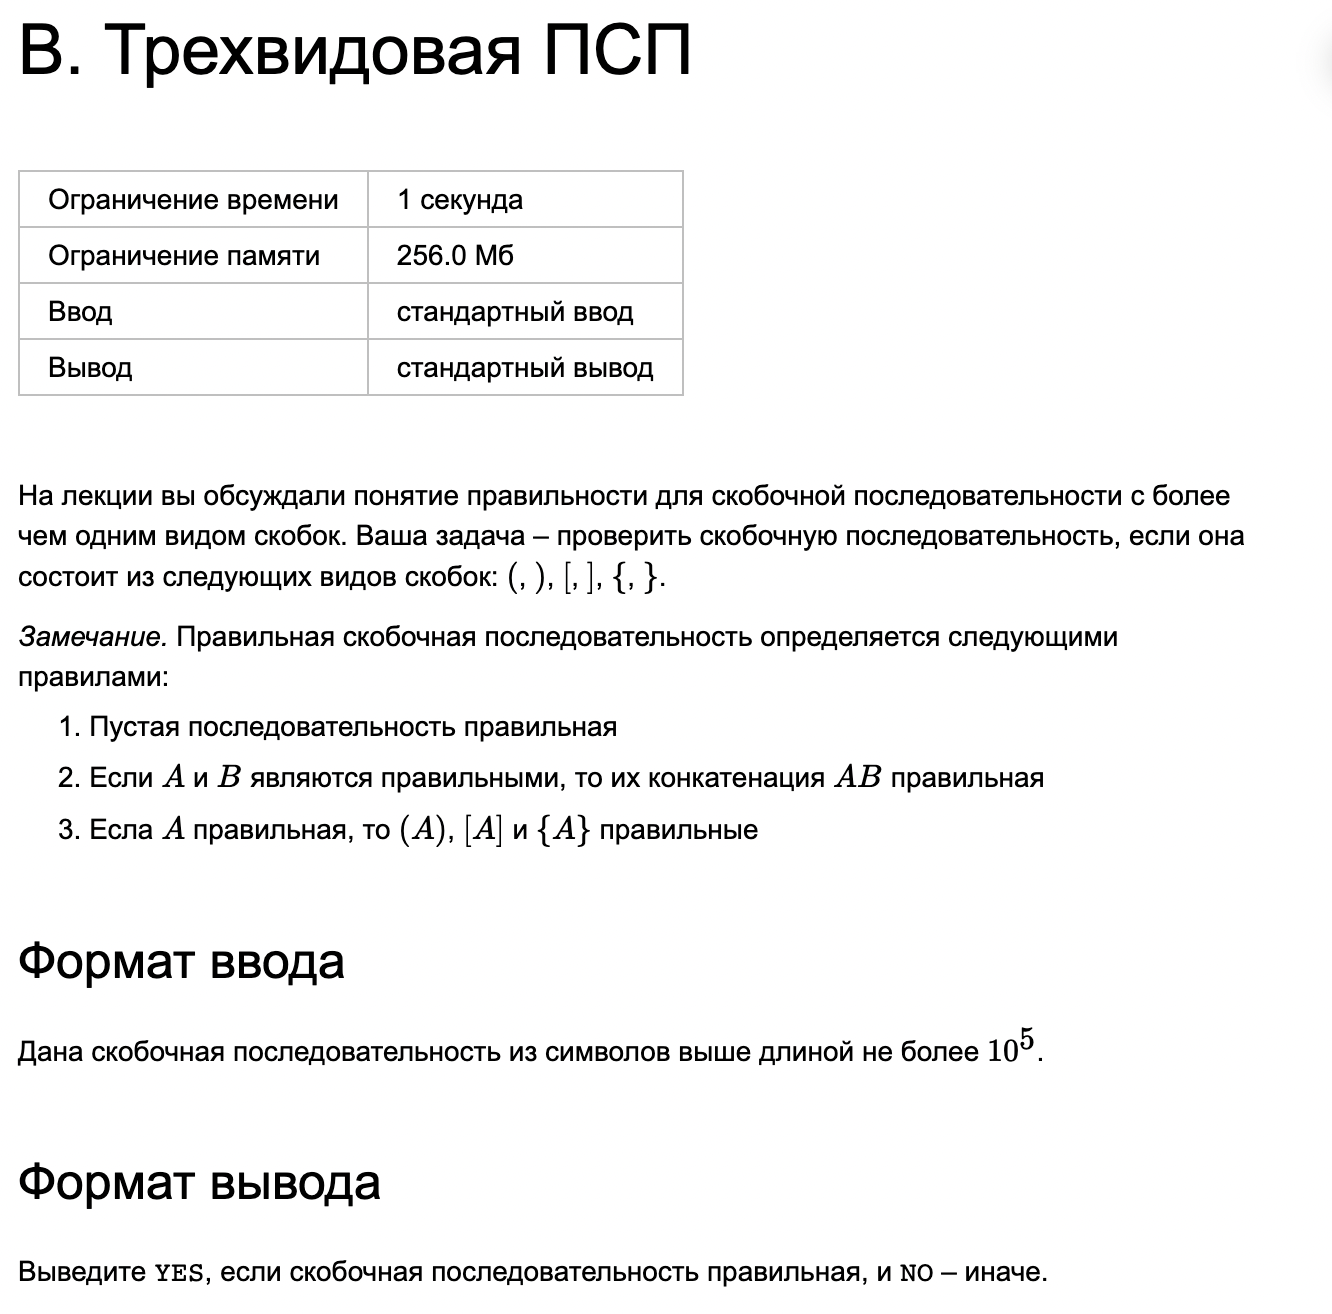 В. Трехвидовая ПСП
Ограничение времени 1 секунда
Ограничение памяти 256.0 Мб
Ввод стандартный ввод
Вывод стандартный вывод
На лекции вы обсуждали понятие правильности для скобочной последовательности с более
чем одним видом скобок. Ваша задача – проверить скобочную последовательность, если она
состоит из следующих видов скобок: (, ), [, ], {, }.
Замечание. Правильная скобочная последовательность определяется следующими
правилами:
1. Пустая последовательность правильная
2. Если A и B являются правильными, то их конкатенация AB правильная
3. Есла A правильная, то (A), [A] и {A} правильные
Формат ввода
Дана скобочная последовательность из символов выше длиной не более 10⁵.
Формат вывода
Выведите YES, если скобочная последовательность правильная, и NO – иначе.